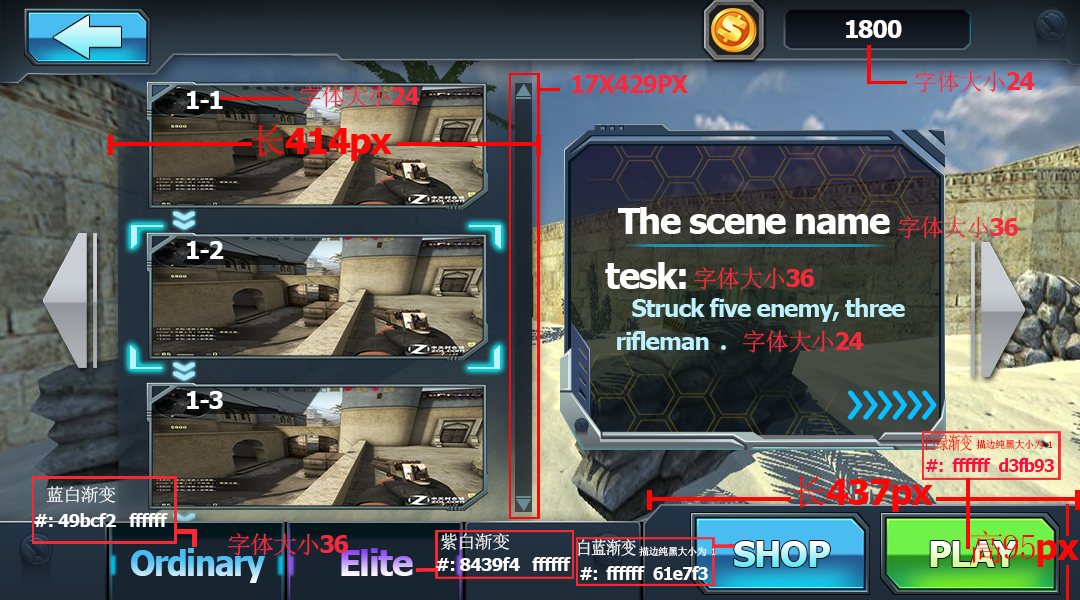 1800
字体大小24
17X429PX
1-1
字体大小24
长414px
1-2
The scene name
字体大小36
tesk:
字体大小36
Struck five enemy, three
rifleman .
字体大小24
1-3
白绿渐变 描边纯黑大小为 1
#: ffffff d3fb93
长437px
蓝白渐变
#: 49bcf2 ffffff
字体大小36
Ordinary
Elite
紫白渐变
#: 8439f4 ffffff
白蓝渐变 描边纯黑大小为 1
#: ffffff 61e7f3
SHOP
PLAY
高95px